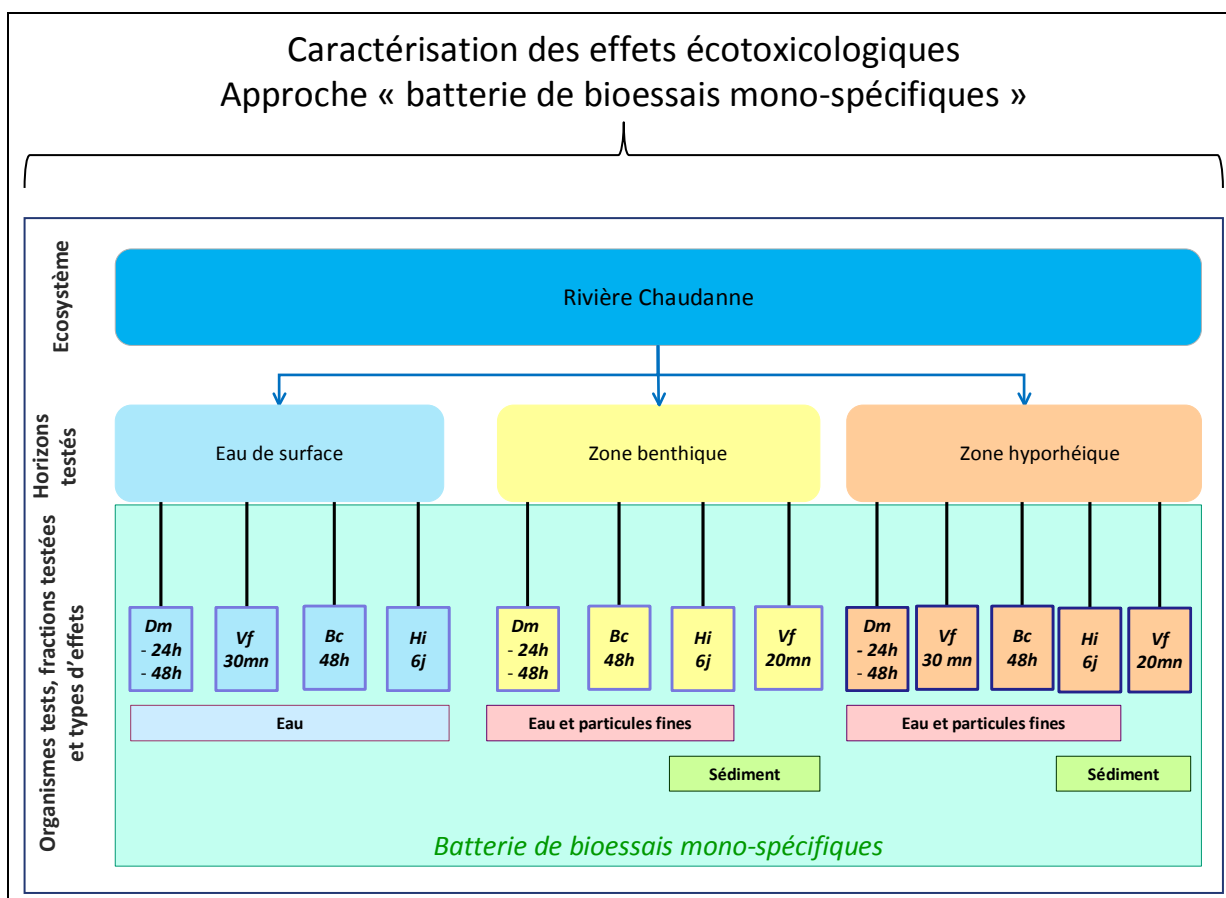 Caractérisation des effets écotoxicologiques
Approche « batterie de bioessais mono-spécifiques »
Ecosystème
Rivière Chaudanne
Horizons
testés
Eau de surface
Zone benthique
Zone hyporhéique
Organismes tests, fractions testées
et types d'effets
Dm
- 24h
- 48h
Vf
30mn
Bc
48h
Hi
6j
Dm
- 24h
- 48h
Bc
48h
Hi
6j
Vf
20mn
Dm
- 24h
- 48h
Vf
30 mn
Bc
48h
Hi
6j
Vf
20mn
Eau
Eau et particules fines
Eau et particules fines
Sédiment
Sédiment
Batterie de bioessais mono-spécifiques